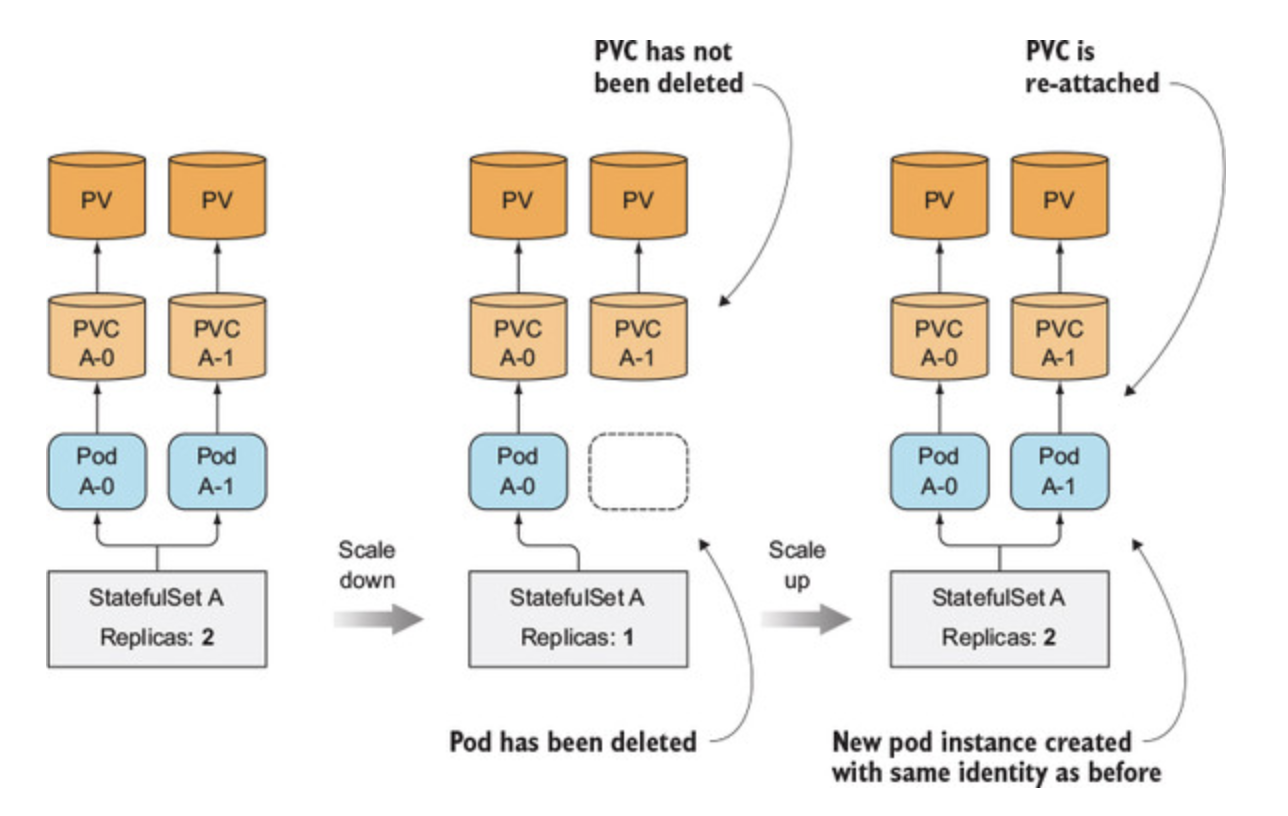 PVC has not
been deleted
PVC is
re-attached
PV
PV
PVC
A-0
PVC
A-1
Pod
A-0
Pod
A-1
StatefulSet A
Replicas: 2
Scale
down
PV
PV
PVC
A-0
PVC
A-1
Pod
A-0
StatefulSet A
Replicas: 1
Pod has been deleted
Scale
up
PV
PV
PVC
A-0
PVC
A-1
Pod
A-0
Pod
A-1
StatefulSet A
Replicas: 2
New pod instance created
with same identity as before